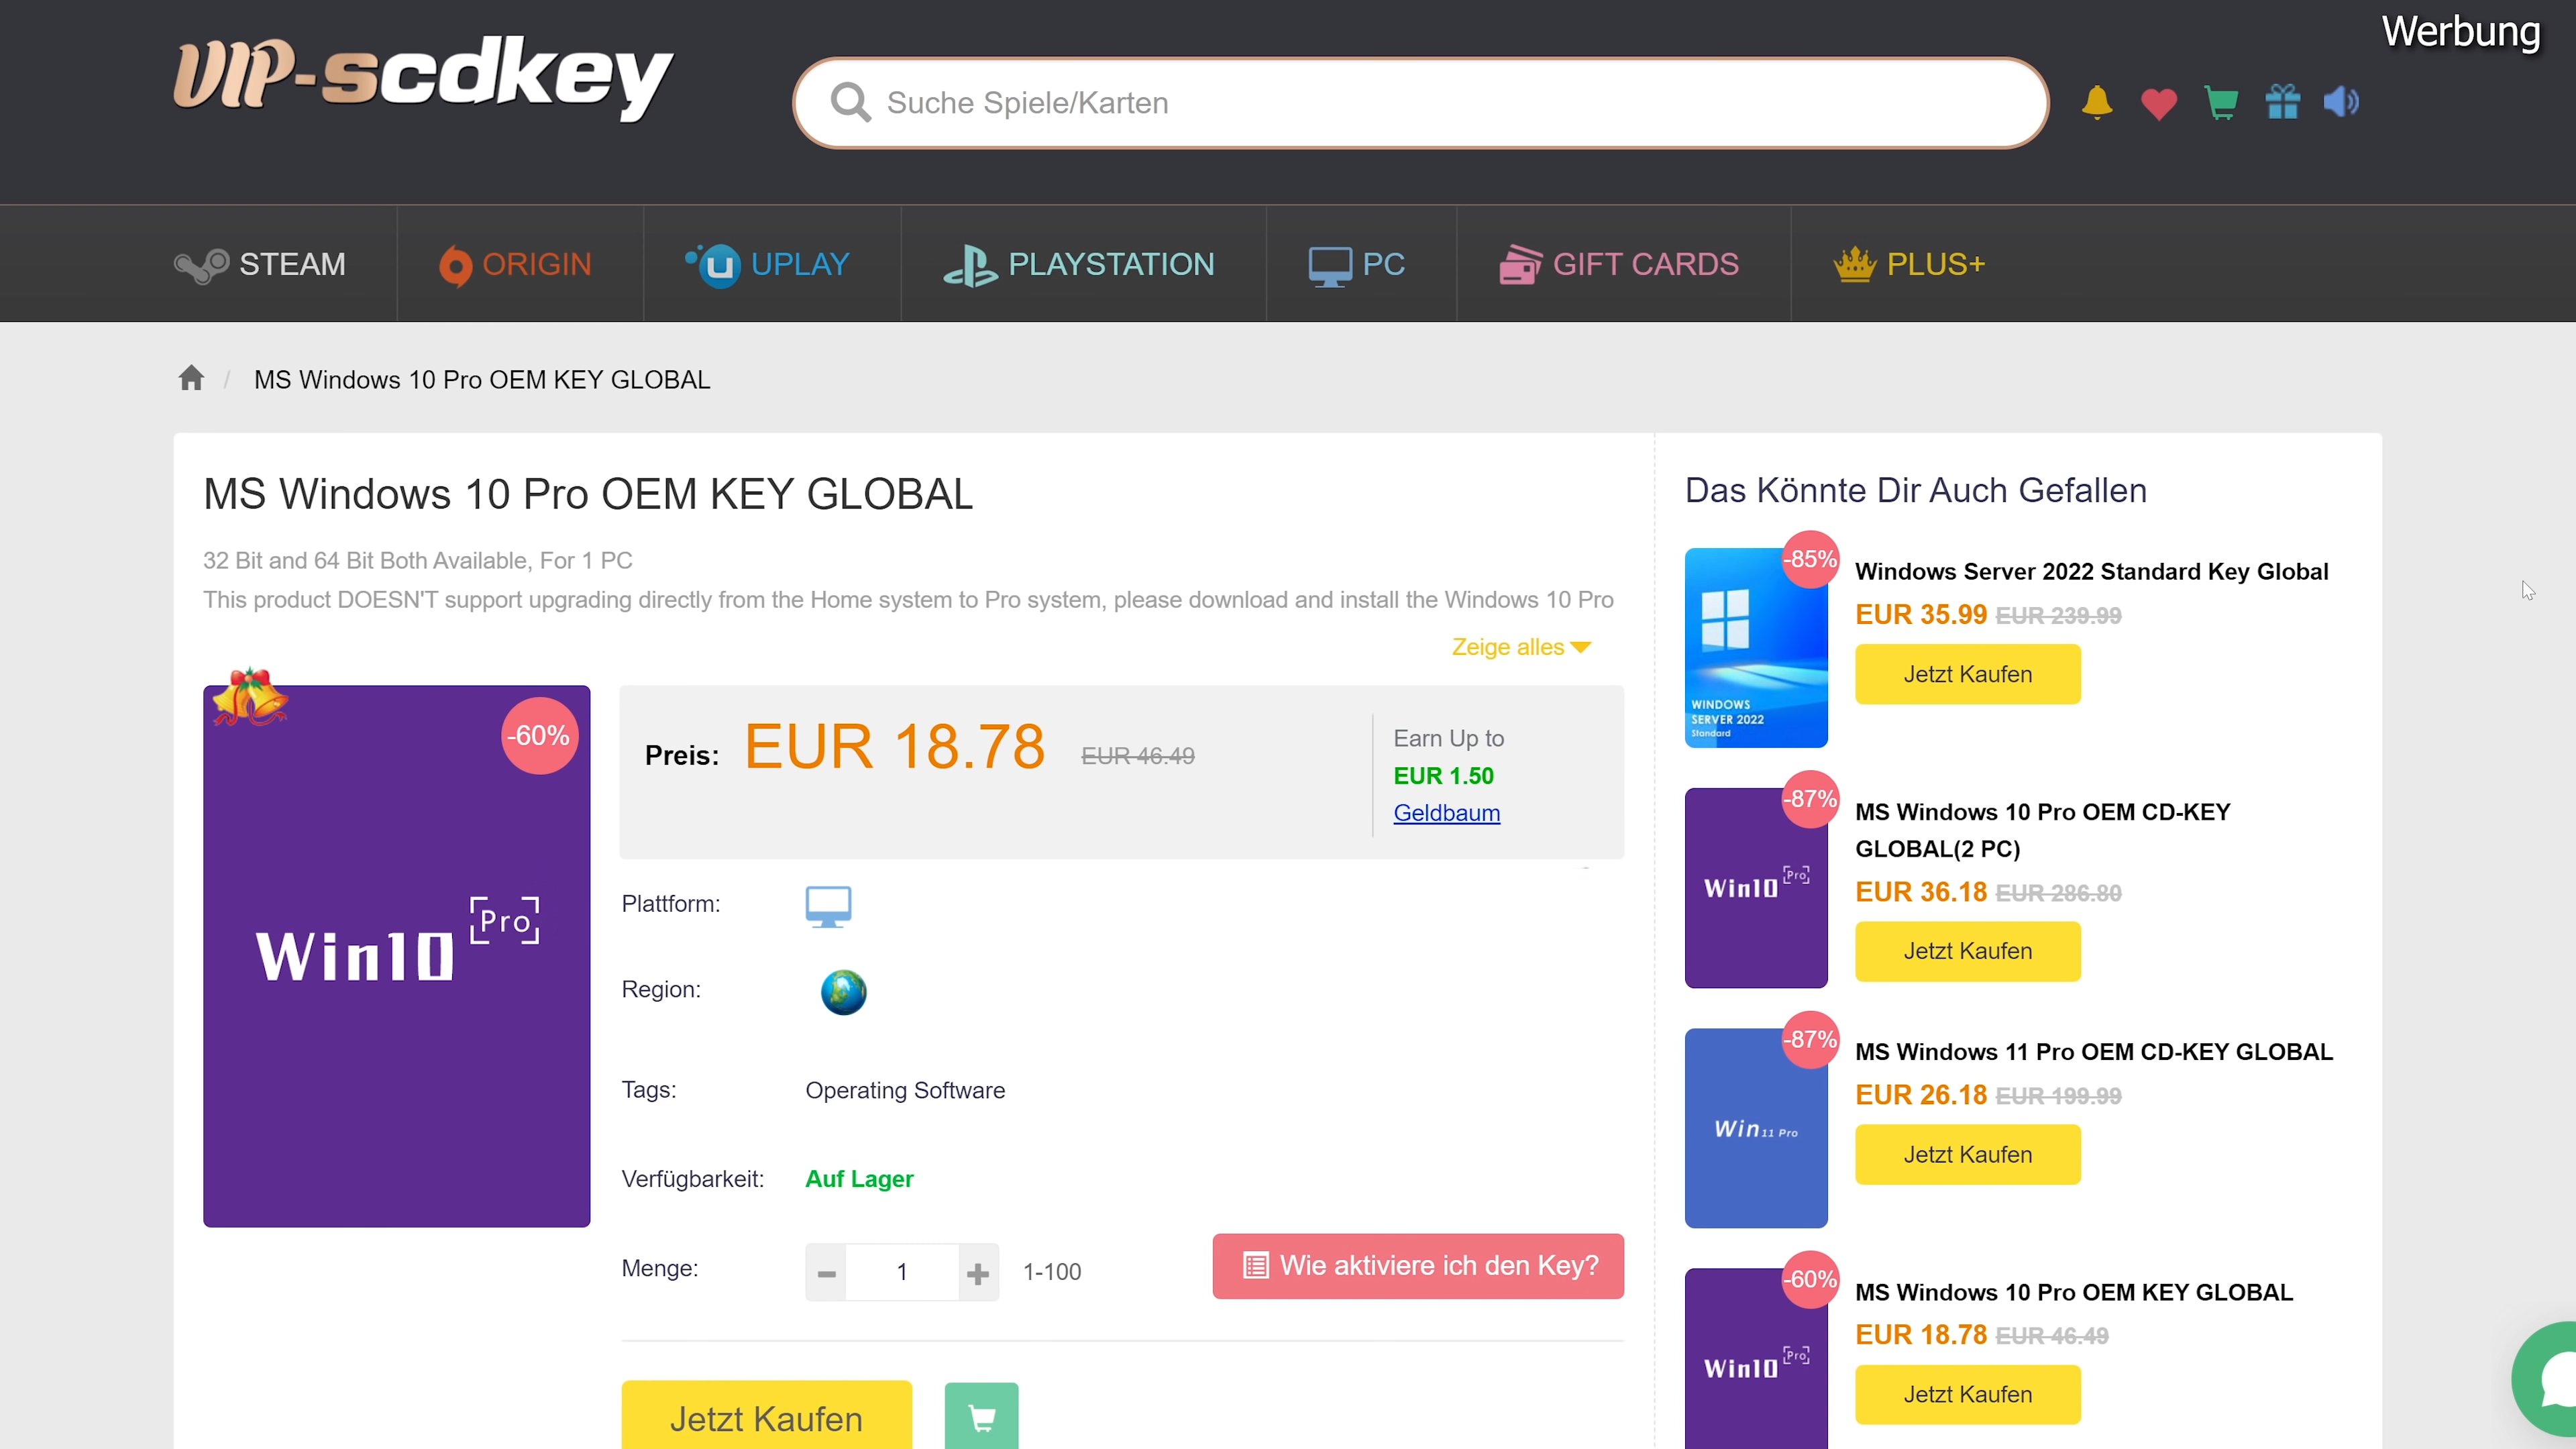 Werbung
VIP-scdkey
Suche Spiele/Karten
STEAM
ORIGIN
UPLAY
PLAYSTATION
PC
GIFT CARDS
PLUS+
/ MS Windows 10 Pro OEM KEY GLOBAL
MS Windows 10 Pro OEM KEY GLOBAL
32 Bit and 64 Bit Both Available, For 1 PC
This product DOESN'T support upgrading directly from the Home system to Pro system, please download and install the Windows 10 Pro
Zeige alles
-60%
Win10 Pro
Preis: EUR 18.78 EUR 46.49
Earn Up to
EUR 1.50
Geldbaum
Plattform:
Region:
Tags: Operating Software
Verfügbarkeit: Auf Lager
Menge: − 1 + 1-100
Wie aktiviere ich den Key?
Jetzt Kaufen
Das Könnte Dir Auch Gefallen
-85%
WINDOWS
SERVER 2022
Standard
Windows Server 2022 Standard Key Global
EUR 35.99 EUR 239.99
Jetzt Kaufen
-87%
Win10 Pro
MS Windows 10 Pro OEM CD-KEY
GLOBAL(2 PC)
EUR 36.18 EUR 286.80
Jetzt Kaufen
-87%
Win 11 Pro
MS Windows 11 Pro OEM CD-KEY GLOBAL
EUR 26.18 EUR 199.99
Jetzt Kaufen
-60%
Win10 Pro
MS Windows 10 Pro OEM KEY GLOBAL
EUR 18.78 EUR 46.49
Jetzt Kaufen